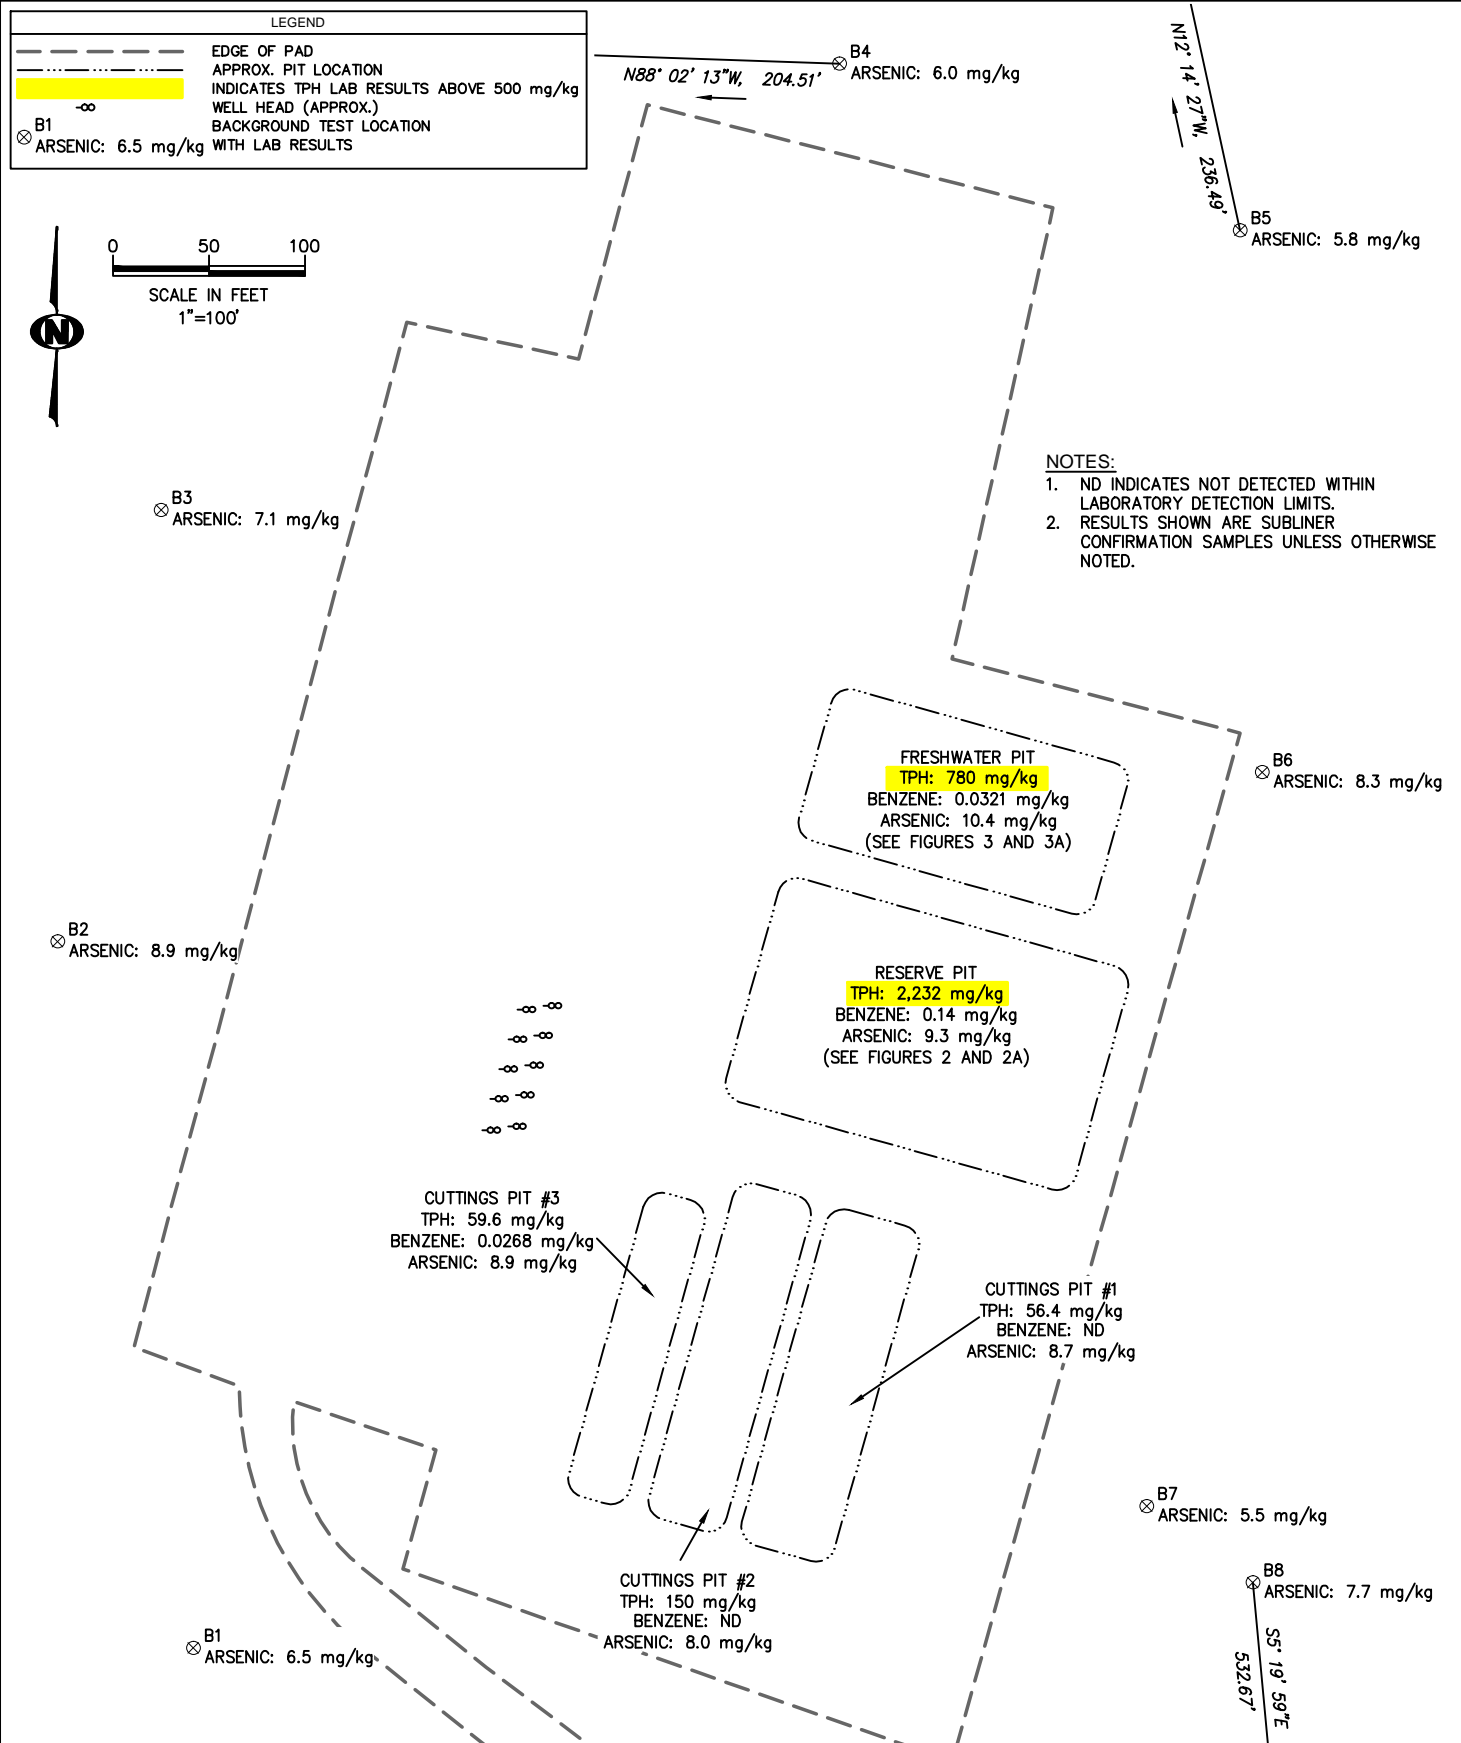 LEGEND
EDGE OF PAD
APPROX. PIT LOCATION
INDICATES TPH LAB RESULTS ABOVE 500 mg/kg
WELL HEAD (APPROX.)
B1
ARSENIC: 6.5 mg/kg
BACKGROUND TEST LOCATION
WITH LAB RESULTS
N88° 02' 13"W, 204.51'
B4
ARSENIC: 6.0 mg/kg
N12° 14' 27"W, 236.49'
B5
ARSENIC: 5.8 mg/kg
0 50 100
SCALE IN FEET
1"=100'
N
NOTES:
1. ND INDICATES NOT DETECTED WITHIN
LABORATORY DETECTION LIMITS.
2. RESULTS SHOWN ARE SUBLINER
CONFIRMATION SAMPLES UNLESS OTHERWISE
NOTED.
B3
ARSENIC: 7.1 mg/kg
FRESHWATER PIT
TPH: 780 mg/kg
BENZENE: 0.0321 mg/kg
ARSENIC: 10.4 mg/kg
(SEE FIGURES 3 AND 3A)
B6
ARSENIC: 8.3 mg/kg
B2
ARSENIC: 8.9 mg/kg
RESERVE PIT
TPH: 2,232 mg/kg
BENZENE: 0.14 mg/kg
ARSENIC: 9.3 mg/kg
(SEE FIGURES 2 AND 2A)
CUTTINGS PIT #3
TPH: 59.6 mg/kg
BENZENE: 0.0268 mg/kg
ARSENIC: 8.9 mg/kg
CUTTINGS PIT #1
TPH: 56.4 mg/kg
BENZENE: ND
ARSENIC: 8.7 mg/kg
B7
ARSENIC: 5.5 mg/kg
CUTTINGS PIT #2
TPH: 150 mg/kg
BENZENE: ND
ARSENIC: 8.0 mg/kg
B8
ARSENIC: 7.7 mg/kg
B1
ARSENIC: 6.5 mg/kg
S5° 19' 59"E
532.67'